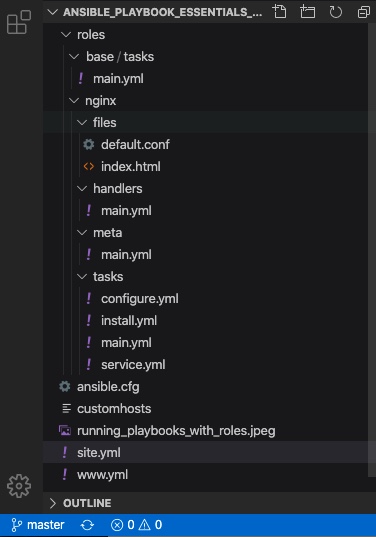 ANSIBLE_PLAYBOOK_ESSENTIALS_...
roles
base / tasks
! main.yml
nginx
files
default.conf
<> index.html
handlers
! main.yml
meta
! main.yml
tasks
! configure.yml
! install.yml
! main.yml
! service.yml
ansible.cfg
customhosts
running_playbooks_with_roles.jpeg
! site.yml
! www.yml
OUTLINE
master 0 0